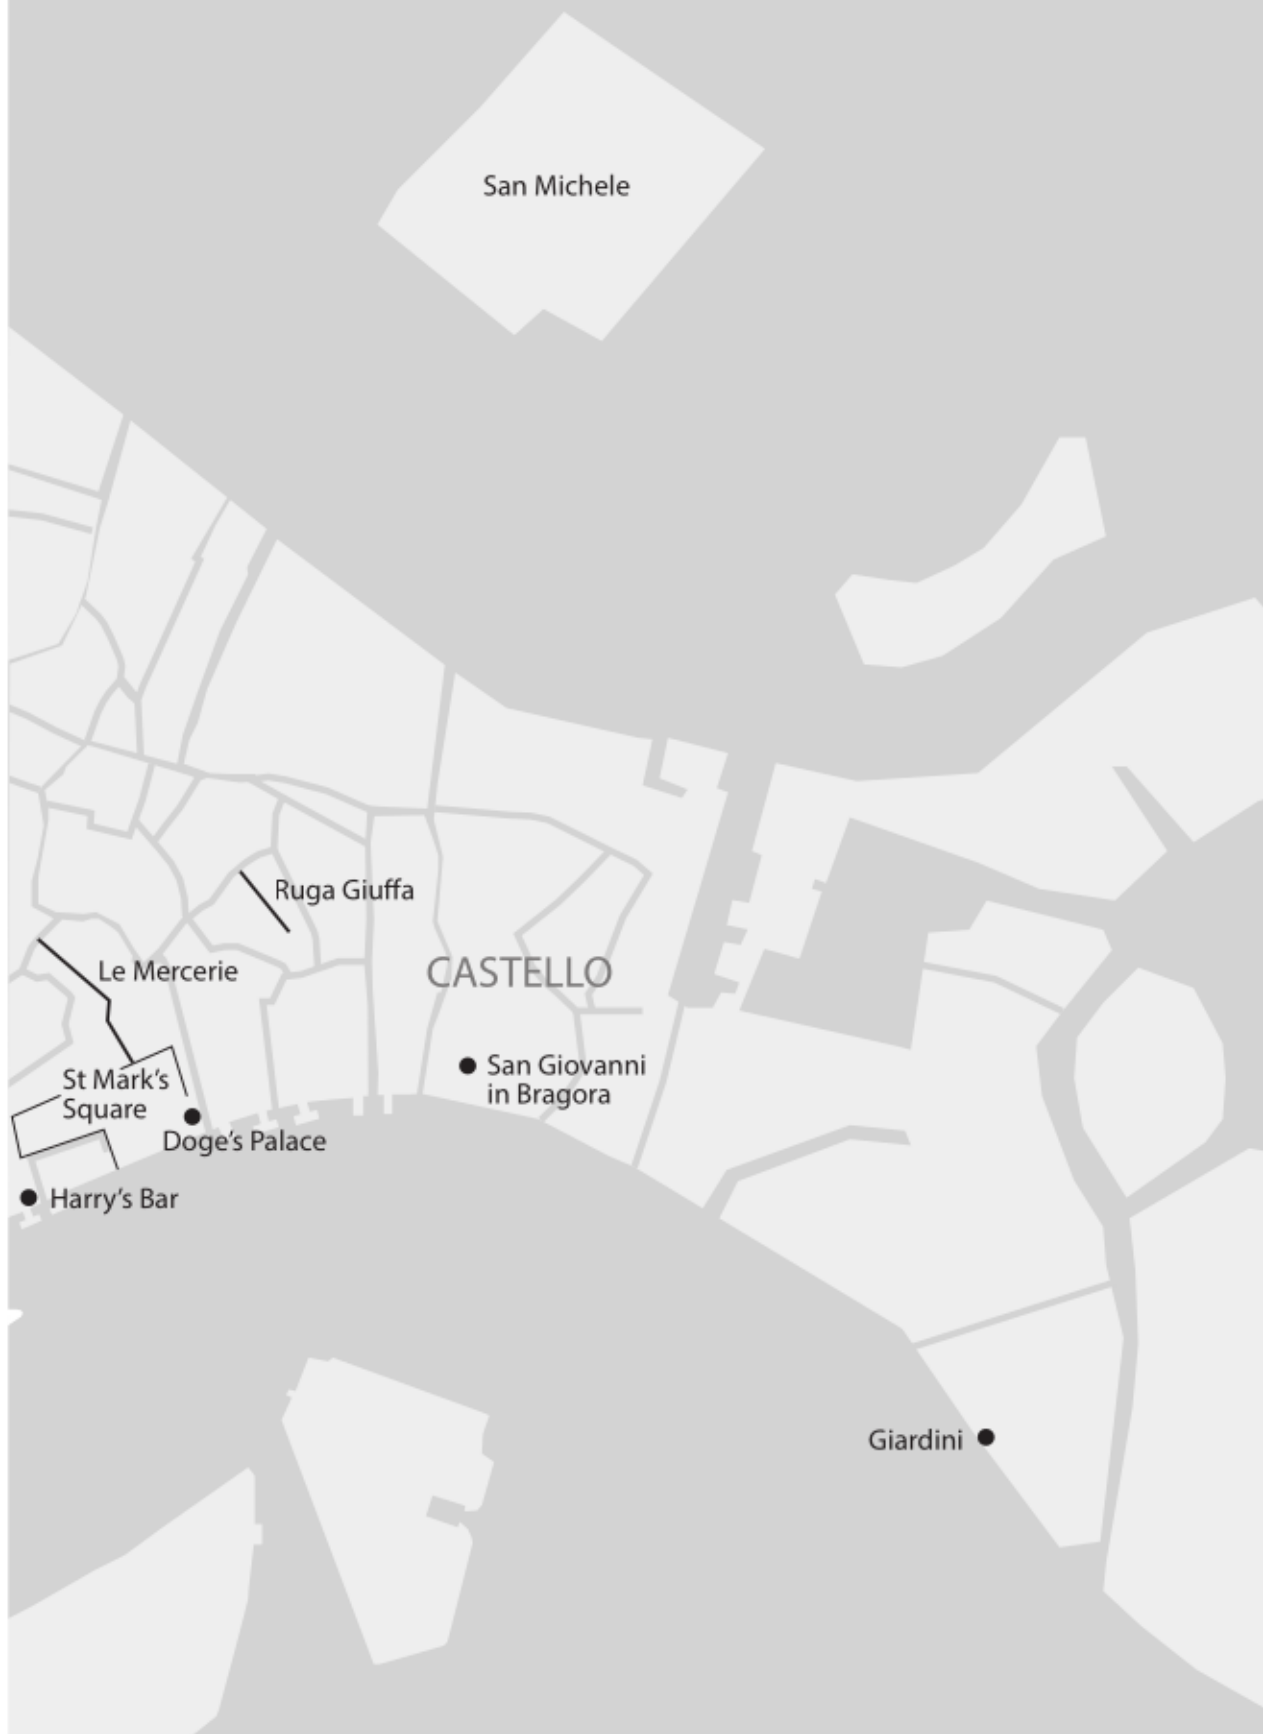 San Michele
Ruga Giuffa
Le Mercerie
CASTELLO
San Giovanni
in Bragora
St Mark's
Square
Doge's Palace
Harry's Bar
Giardini